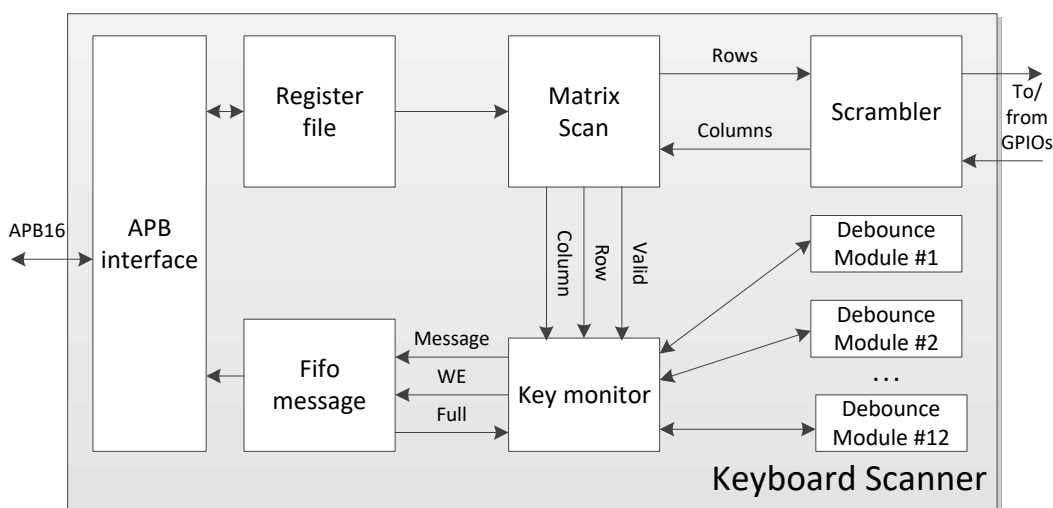 Register
file
Matrix
Scan
Rows
Columns
Scrambler
To/
from
GPIOs
APB16
APB
interface
Column
Row
Valid
Debounce
Module #1
Debounce
Module #2
...
Debounce
Module #12
Fifo
message
Message
WE
Full
Key monitor
Keyboard Scanner